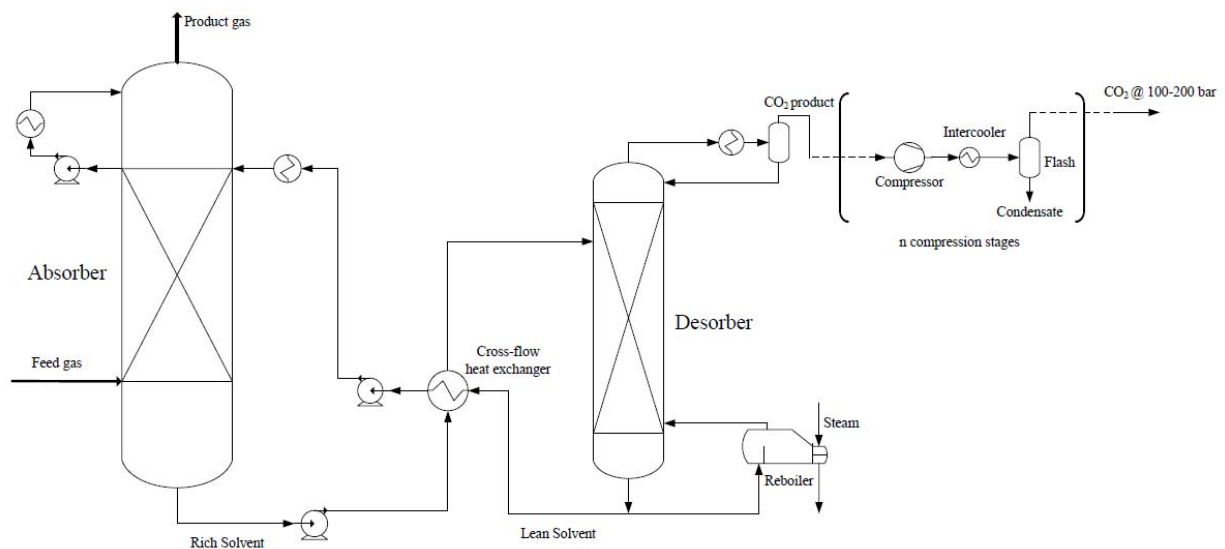 Product gas
CO₂ @ 100-200 bar
CO₂ product
Intercooler
Flash
Compressor
Condensate
n compression stages
Absorber
Desorber
Cross-flow
heat exchanger
Feed gas
Steam
Reboiler
Rich Solvent
Lean Solvent